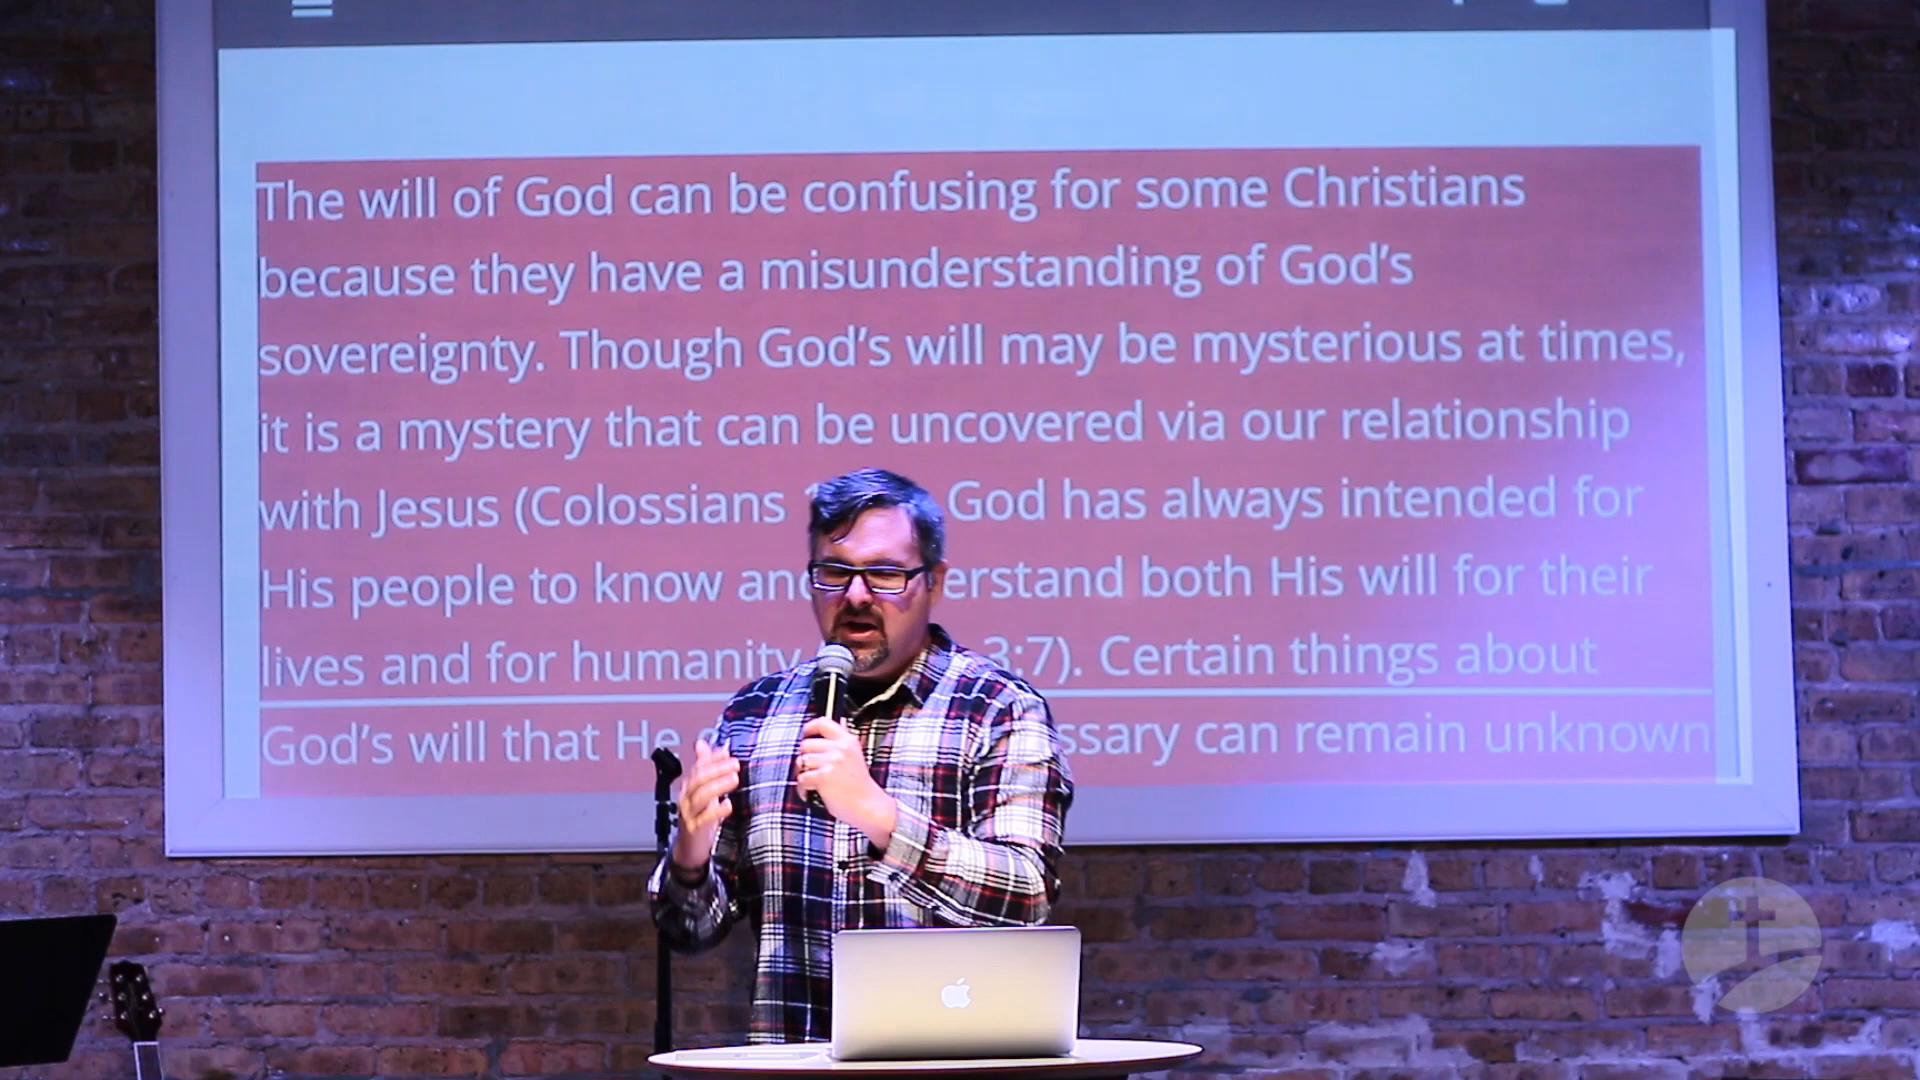 The will of God can be confusing for some Christians
because they have a misunderstanding of God's
sovereignty. Though God's will may be mysterious at times,
it is a mystery that can be uncovered via our relationship
with Jesus (Colossians God has always intended for
His people to know and both His will for their
lives and for humanity 3:7). Certain things about
God's will that He can remain unknown